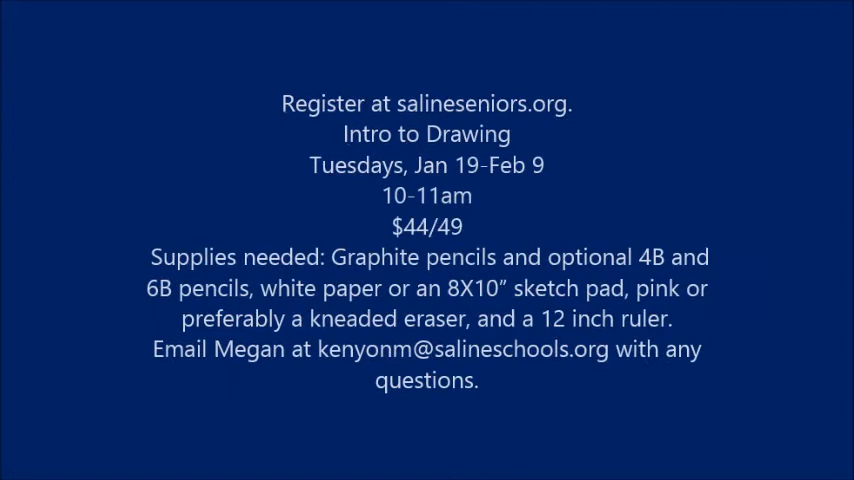 Register at salineseniors.org.
Intro to Drawing
Tuesdays, Jan 19-Feb 9
10-11am
$44/49
Supplies needed: Graphite pencils and optional 4B and
6B pencils, white paper or an 8X10” sketch pad, pink or
preferably a kneaded eraser, and a 12 inch ruler.
Email Megan at kenyonm@salineschools.org with any
questions.